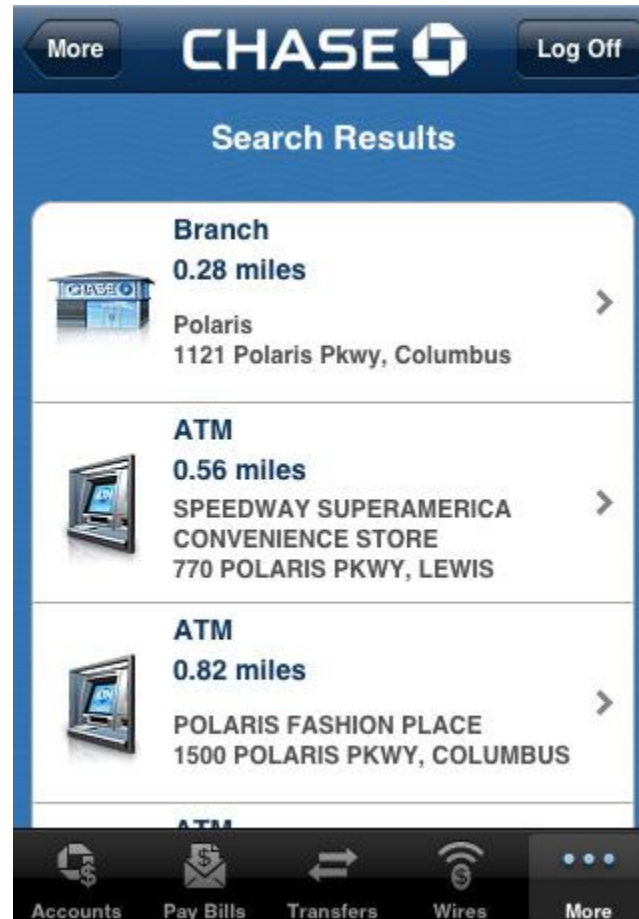 More
CHASE
Log Off
Search Results
Branch
0.28 miles
Polaris
1121 Polaris Pkwy, Columbus
ATM
0.56 miles
SPEEDWAY SUPERAMERICA
CONVENIENCE STORE
770 POLARIS PKWY, LEWIS
ATM
0.82 miles
POLARIS FASHION PLACE
1500 POLARIS PKWY, COLUMBUS
ATM
Accounts
Pay Bills
Transfers
Wires
More